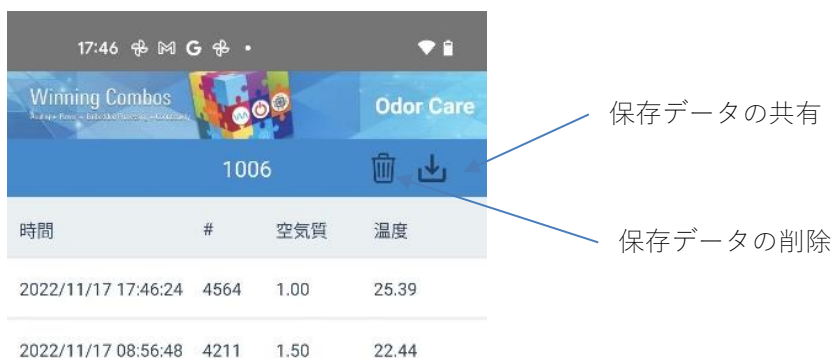 17:46 G
Winning Combos
Odor Care
保存データの共有
1006
保存データの削除
時間 # 空気質 温度
2022/11/17 17:46:24 4564 1.00 25.39
2022/11/17 08:56:48 4211 1.50 22.44